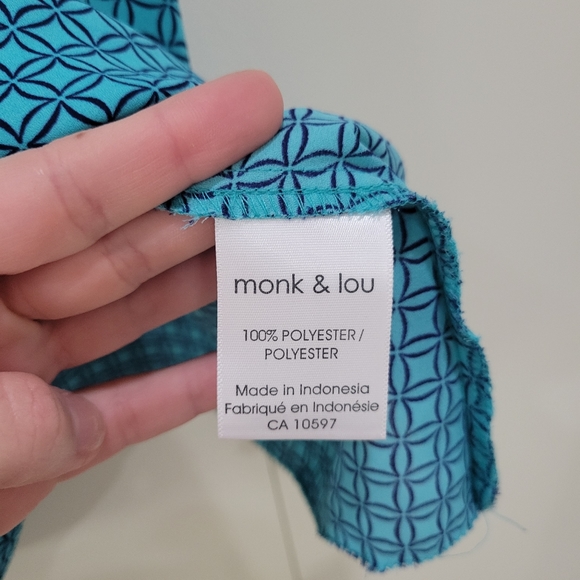 monk & lou
100% POLYESTER /
POLYESTER
Made in Indonesia
Fabriqué en Indonésie
CA 10597